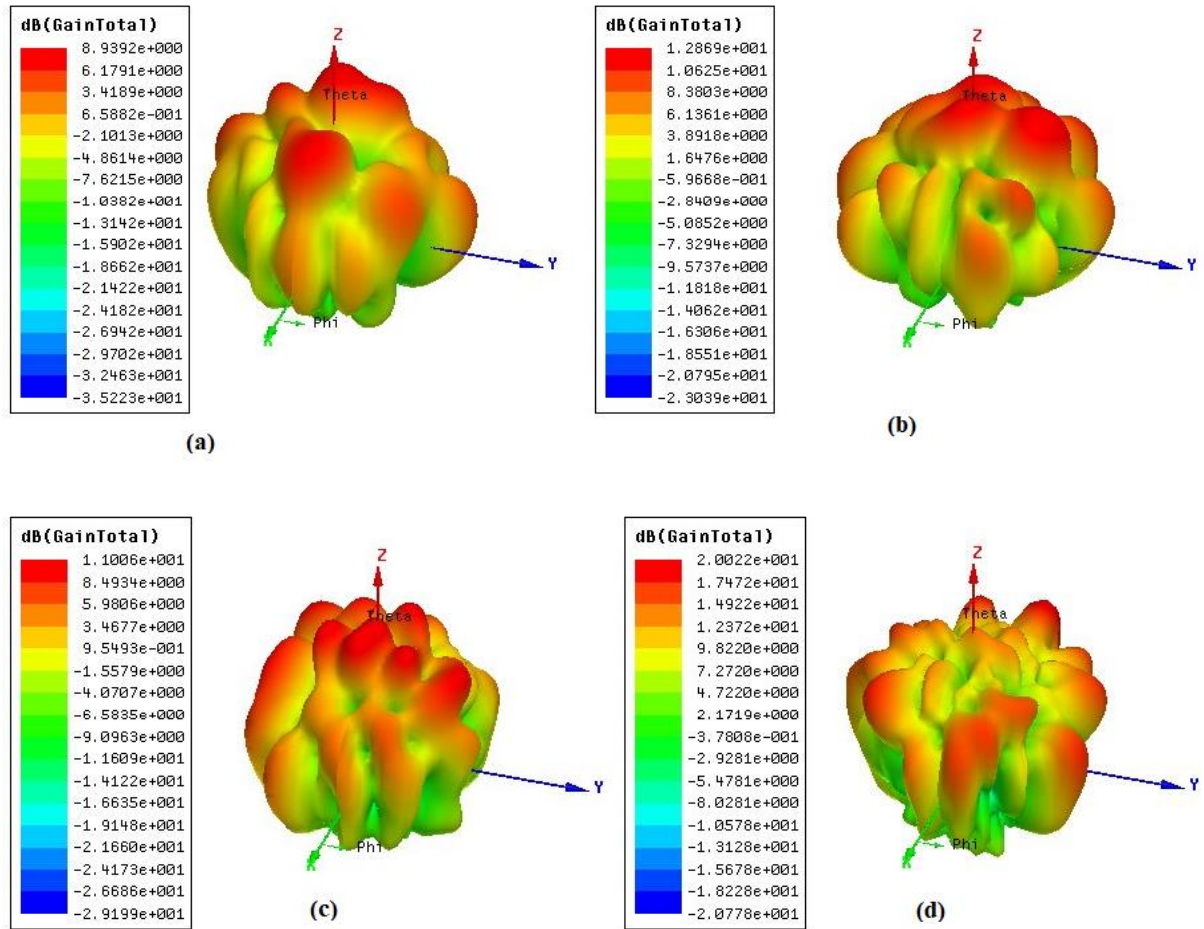 dB(GainTotal)
8.9392e+000
6.1791e+000
3.4189e+000
6.5882e-001
-2.1013e+000
-4.8614e+000
-7.6215e+000
-1.0382e+001
-1.3142e+001
-1.5902e+001
-1.8662e+001
-2.1422e+001
-2.4182e+001
-2.6942e+001
-2.9702e+001
-3.2463e+001
-3.5223e+001
Z
Theta
Y
Phi
X
(a)
dB(GainTotal)
1.2869e+001
1.0625e+001
8.3803e+000
6.1361e+000
3.8918e+000
1.6476e+000
-5.9668e-001
-2.8409e+000
-5.0852e+000
-7.3294e+000
-9.5737e+000
-1.1818e+001
-1.4062e+001
-1.6306e+001
-1.8551e+001
-2.0795e+001
-2.3039e+001
Z
Theta
Y
Phi
X
(b)
dB(GainTotal)
1.1006e+001
8.4934e+000
5.9806e+000
3.4677e+000
9.5493e-001
-1.5579e+000
-4.0707e+000
-6.5835e+000
-9.0963e+000
-1.1609e+001
-1.4122e+001
-1.6635e+001
-1.9148e+001
-2.1660e+001
-2.4173e+001
-2.6686e+001
-2.9199e+001
Z
Theta
Y
Phi
X
(c)
dB(GainTotal)
2.0022e+001
1.7472e+001
1.4922e+001
1.2372e+001
9.8220e+000
7.2720e+000
4.7220e+000
2.1719e+000
-3.7808e-001
-2.9281e+000
-5.4781e+000
-8.0281e+000
-1.0578e+001
-1.3128e+001
-1.5678e+001
-1.8228e+001
-2.0778e+001
Z
Theta
Y
Phi
X
(d)